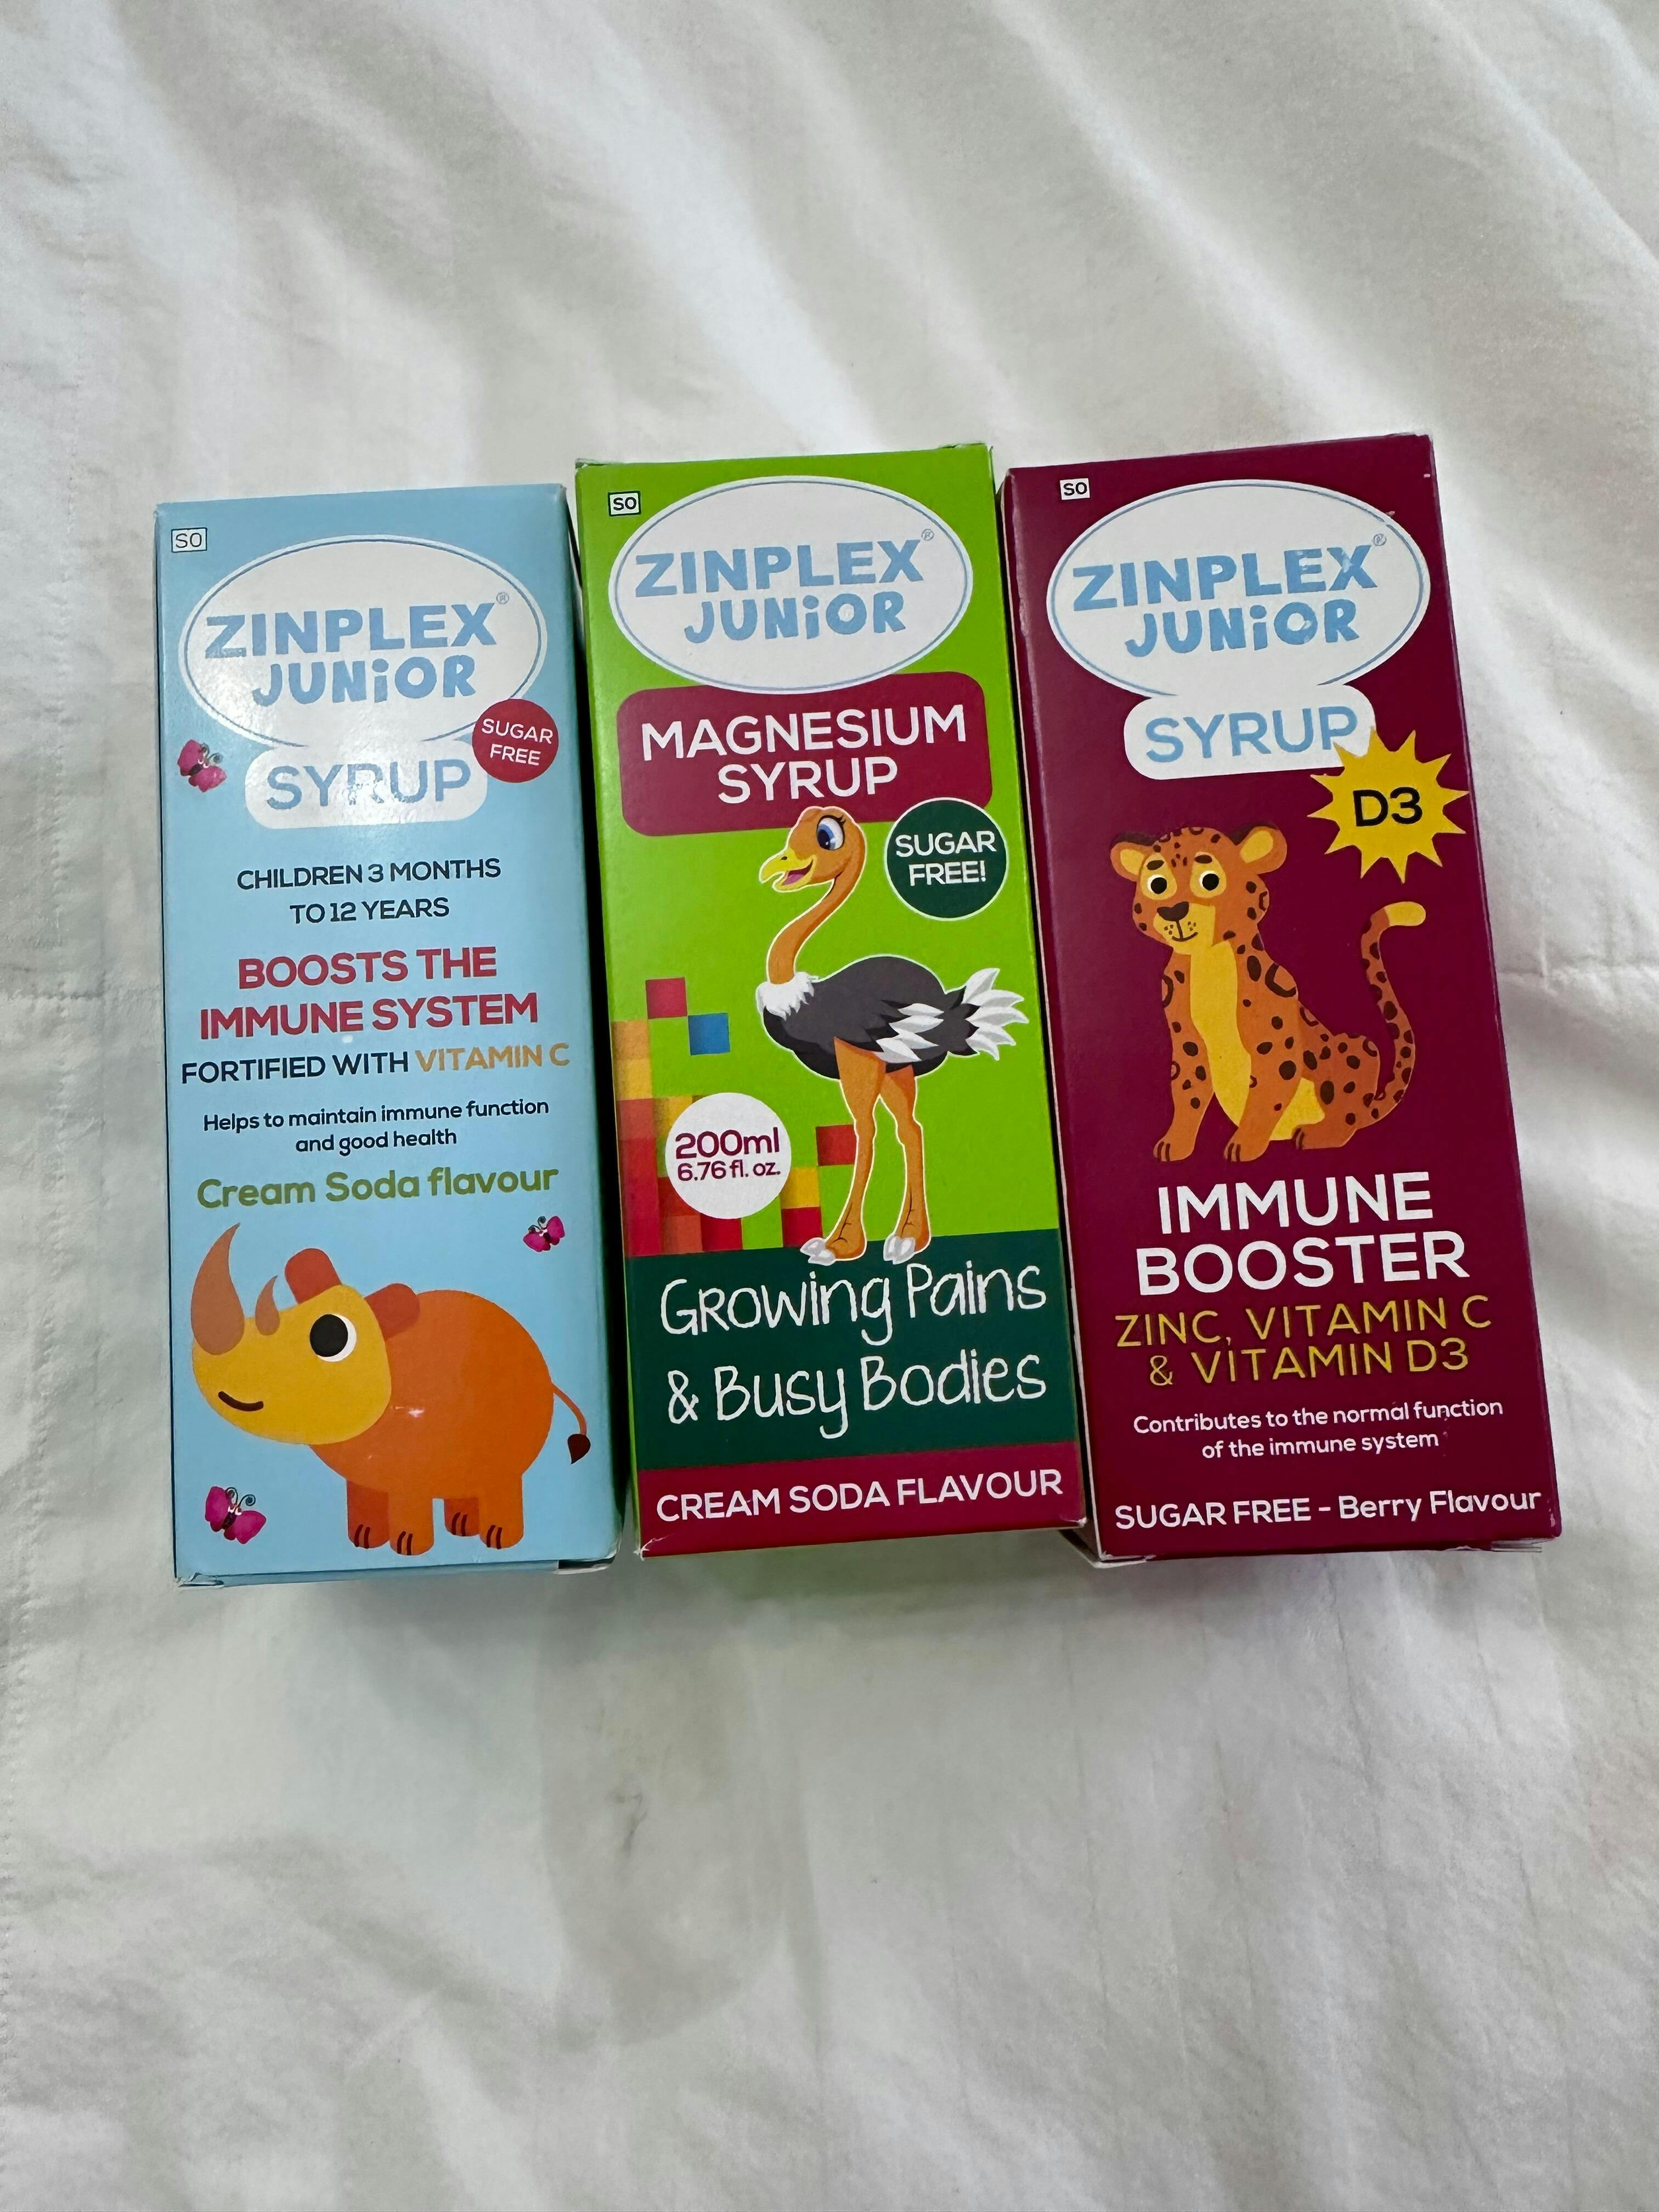 SO
ZINPLEX®
JUNiOR
SUGAR
FREE
SYRUP
CHILDREN 3 MONTHS
TO 12 YEARS
BOOSTS THE
IMMUNE SYSTEM
FORTIFIED WITH VITAMIN C
Helps to maintain immune function
and good health
Cream Soda flavour
SO
ZINPLEX®
JUNiOR
MAGNESIUM
SYRUP
SUGAR
FREE!
200ml
6.76 fl. oz.
Growing Pains
& Busy Bodies
CREAM SODA FLAVOUR
SO
ZINPLEX®
JUNiOR
SYRUP
D3
IMMUNE
BOOSTER
ZINC, VITAMIN C
& VITAMIN D3
Contributes to the normal function
of the immune system
SUGAR FREE - Berry Flavour